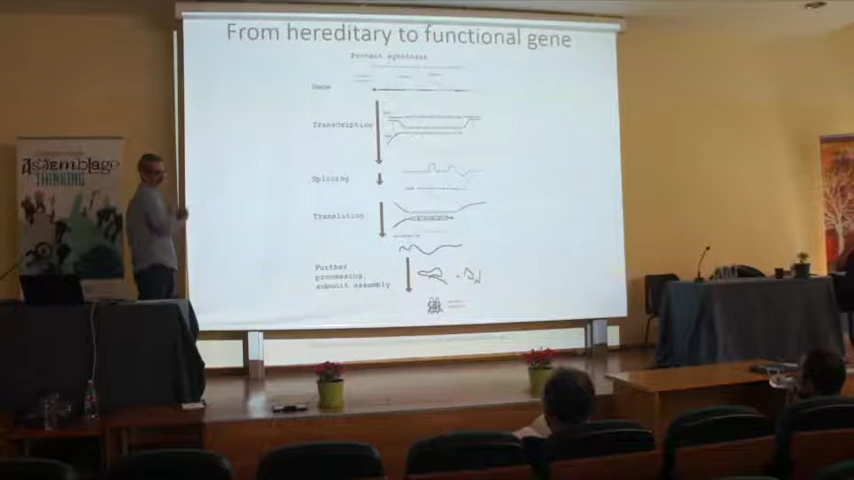 From hereditary to functional gene
Protein synthesis
Gene
Transcription
Splicing
Translation
Further
processing,
subunit assembly
Assemblage
THINKING